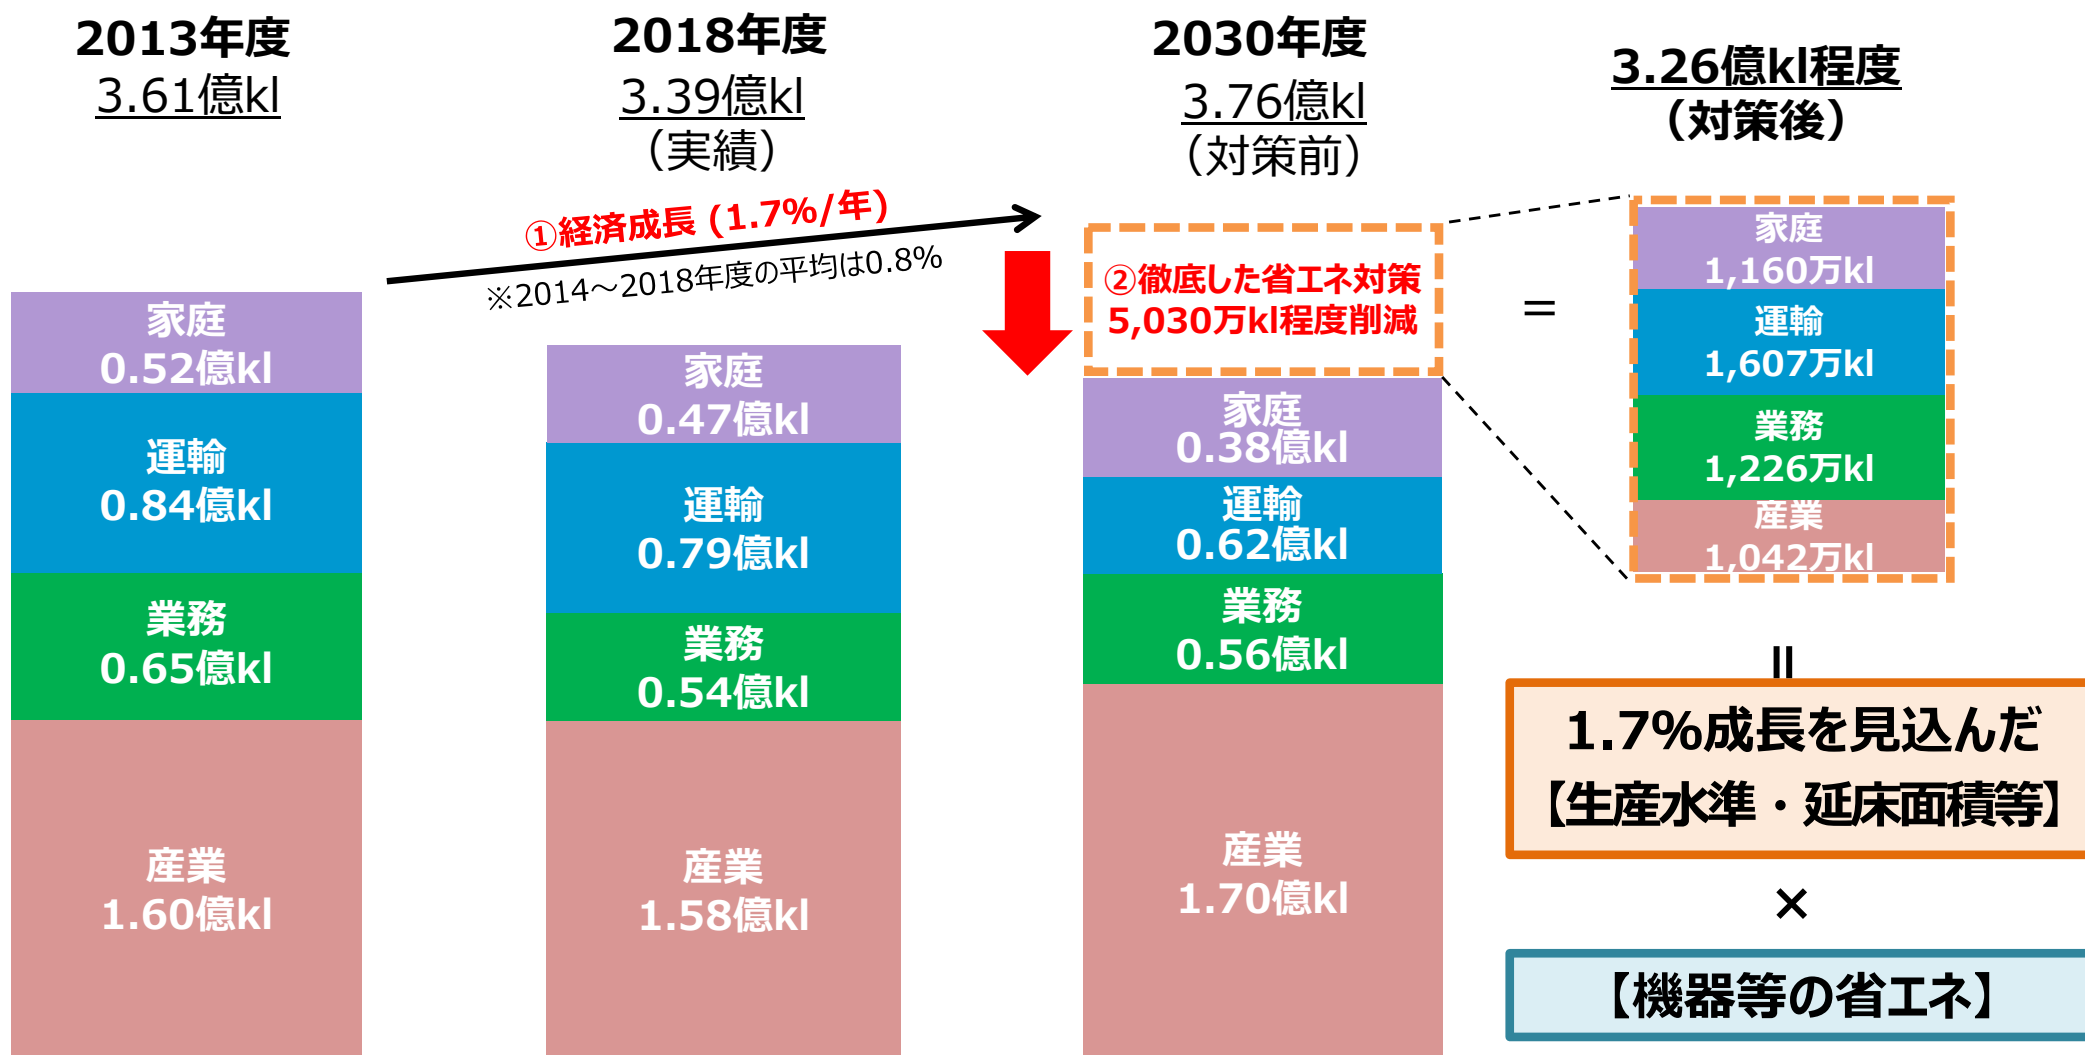 2013年度
3.61億kl
家庭
0.52億kl
運輸
0.84億kl
業務
0.65億kl
産業
1.60億kl
2018年度
3.39億kl
（実績）
①経済成長 (1.7%/年)
※2014～2018年度の平均は0.8%
家庭
0.47億kl
運輸
0.79億kl
業務
0.54億kl
産業
1.58億kl
2030年度
3.76億kl
（対策前）
②徹底した省エネ対策
5,030万kl程度削減
家庭
0.38億kl
運輸
0.62億kl
業務
0.56億kl
産業
1.70億kl
＝
3.26億kl程度
（対策後）
家庭
1,160万kl
運輸
1,607万kl
業務
1,226万kl
産業
1,042万kl
＝
1.7%成長を見込んだ
【生産水準・延床面積等】
×
【機器等の省エネ】